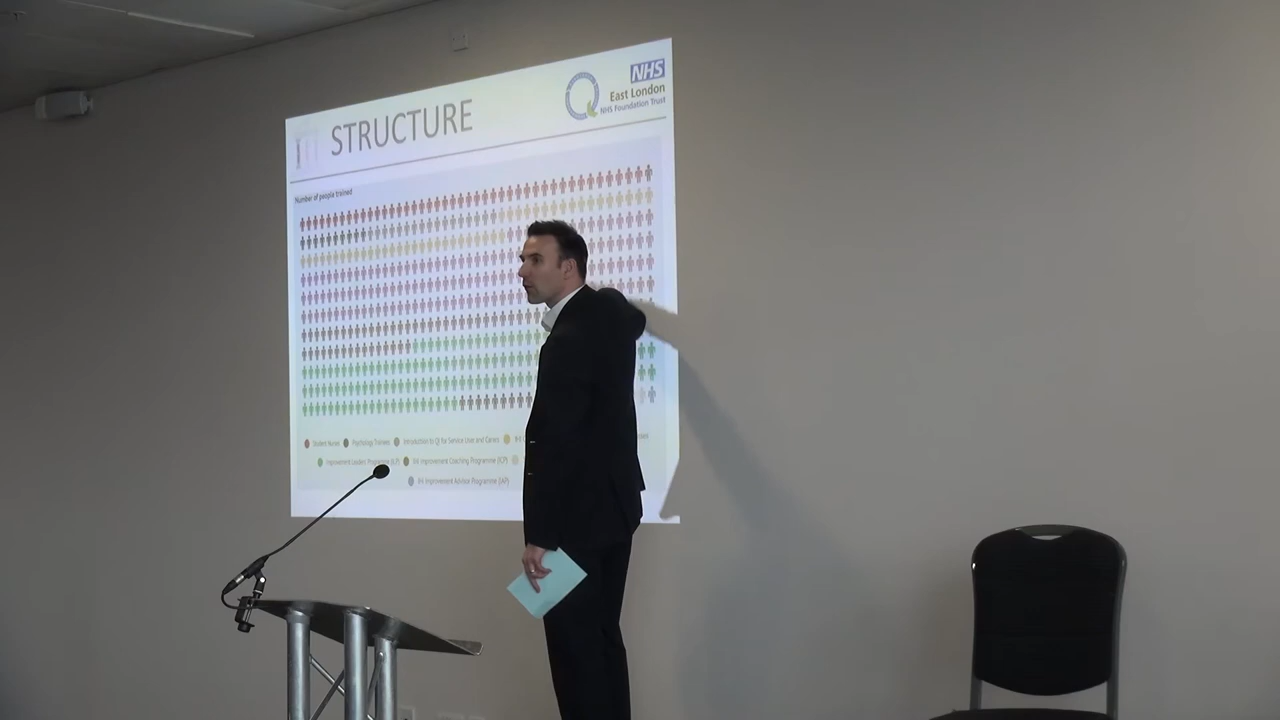 STRUCTURE
NHS
East London
NHS Foundation Trust
Number of people trained
Student Nurses Psychology Trainees Introduction to QI for Service User and Carers
Improvement Leaders Programme (ILP) IHI Improvement Coaching Programme (ICP)
IHI Improvement Advisor Programme (IAP)